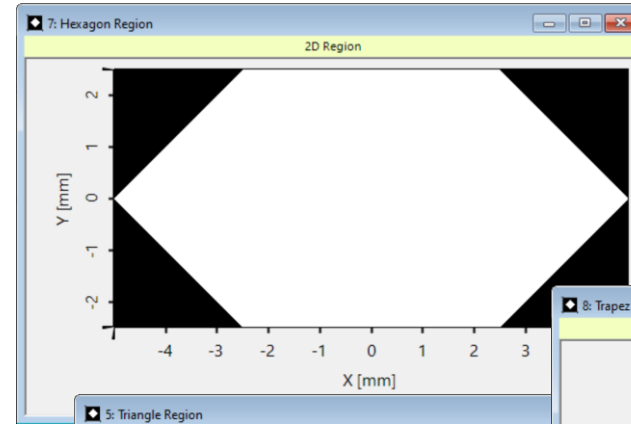 7: Hexagon Region
2D Region
2
1
0
-1
-2
Y [mm]
-4 -3 -2 -1 0 1 2 3
X [mm]
8: Trapez
5: Triangle Region